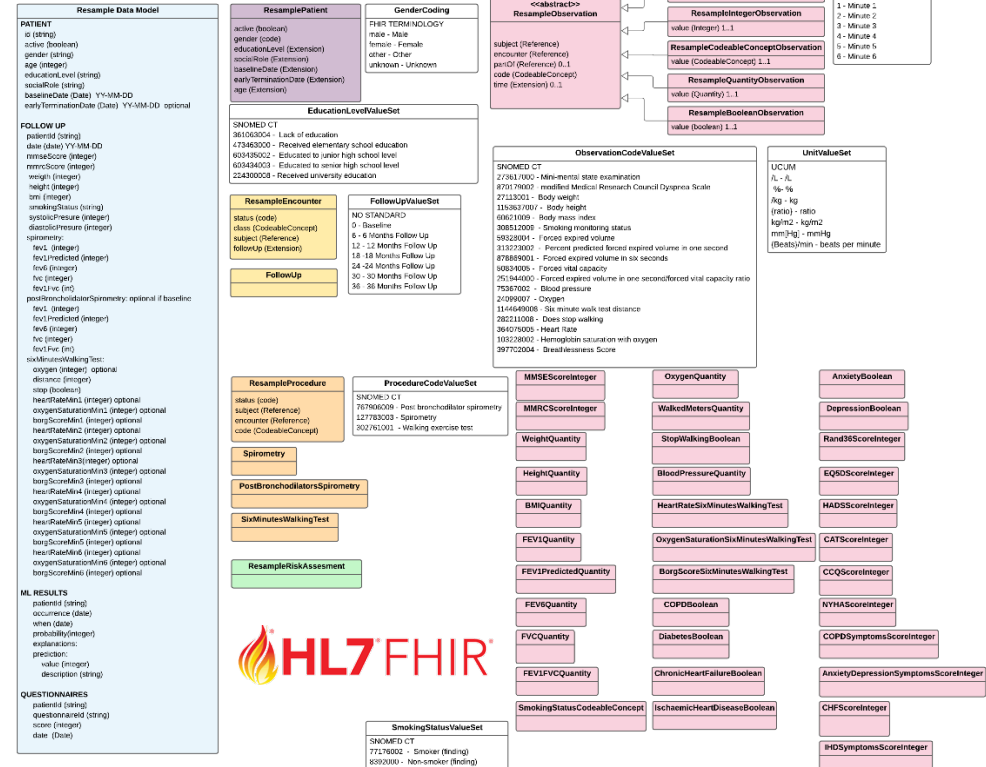 Resample Data Model
PATIENT
id (string)
active (boolean)
gender (string)
age (integer)
educationLevel (string)
socialRole (string)
baselineDate (Date) YY-MM-DD
earlyTerminationDate (Date) YY-MM-DD optional
FOLLOW UP
patientId (string)
date (date) YY-MM-DD
mmseScore (integer)
mmrcScore (integer)
weigth (integer)
height (integer)
bmi (integer)
smokingStatus (string)
systolicPresure (integer)
diastolicPresure (integer)
spirometry:
fev1 (integer)
fev1Predicted (integer)
fev6 (integer)
fvc (integer)
fev1Fvc (int)
postBroncholidatorSpirometry: optional if baseline
fev1 (integer)
fev1Predicted (integer)
fev6 (integer)
fvc (integer)
fev1Fvc (int)
sixMinutesWalkingTest:
oxygen (integer) optional
distance (integer)
stop (boolean)
heartRateMin1 (integer) optional
oxygenSaturationMin1 (integer) optional
borgScoreMin1 (integer) optional
heartRateMin2 (integer) optional
oxygenSaturationMin2 (integer) optional
borgScoreMin2 (integer) optional
heartRateMin3(integer) optional
oxygenSaturationMin3 (integer) optional
borgScoreMin3 (integer) optional
heartRateMin4 (integer) optional
oxygenSaturationMin4 (integer) optional
borgScoreMin4 (integer) optional
heartRateMin5 (integer) optional
oxygenSaturationMin5 (integer) optional
borgScoreMin5 (integer) optional
heartRateMin6 (integer) optional
oxygenSaturationMin6 (integer) optional
borgScoreMin6 (integer) optional
ML RESULTS
patientId (string)
occurrence (date)
when (date)
probability(integer)
explanations:
prediction:
value (integer)
description (string)
QUESTIONNAIRES
patientId (string)
questionnaireId (string)
score (integer)
date (Date)
ResamplePatient
active (boolean)
gender (code)
educationLevel (Extension)
socialRole (Extension)
baselineDate (Extension)
earlyTerminationDate (Extension)
age (Extension)
GenderCoding
FHIR TERMINOLOGY
male - Male
female - Female
other - Other
unknown - Unknown
EducationLevelValueSet
SNOMED CT
361063004 - Lack of education
473463000 - Received elementary school education
603435002 - Educated to junior high school level
603434003 - Educated to senior high school level
224300008 - Received university education
ResampleEncounter
status (code)
class (CodeableConcept)
subject (Reference)
followUp (Extension)
FollowUp
FollowUpValueSet
NO STANDARD
0 - Baseline
6 - 6 Months Follow Up
12 - 12 Months Follow Up
18 -18 Months Follow Up
24 -24 Months Follow Up
30 - 30 Months Follow Up
36 - 36 Months Follow Up
ResampleProcedure
status (code)
subject (Reference)
encounter (Reference)
code (CodeableConcept)
ProcedureCodeValueSet
SNOMED CT
767906009 - Post bronchodilator spirometry
127783003 - Spirometry
302761001 - Walking exercise test
Spirometry
PostBronchodilatorsSpirometry
SixMinutesWalkingTest
ResampleRiskAssesment
HL7 FHIR
SmokingStatusValueSet
SNOMED CT
77176002 - Smoker (finding)
8392000 - Non-smoker (finding)
<<abstract>>
ResampleObservation
subject (Reference)
encounter (Reference)
partOf (Reference) 0..1
code (CodeableConcept)
time (Extension) 0..1
ResampleIntegerObservation
value (Integer) 1..1
ResampleCodeableConceptObservation
value (CodeableConcept) 1..1
ResampleQuantityObservation
value (Quantity) 1..1
ResampleBooleanObservation
value (boolean) 1..1
1 - Minute 1
2 - Minute 2
3 - Minute 3
4 - Minute 4
5 - Minute 5
6 - Minute 6
ObservationCodeValueSet
SNOMED CT
273617000 - Mini-mental state examination
870179002 - modified Medical Research Council Dyspnea Scale
27113001 - Body weight
1153637007 - Body height
60621009 - Body mass index
308512009 - Smoking monitoring status
59328004 - Forced expired volume
313223002 - Percent predicted forced expired volume in one second
878869001 - Forced expired volume in six seconds
50834005 - Forced vital capacity
251944000 - Forced expired volume in one second/forced vital capacity ratio
75367002 - Blood pressure
24099007 - Oxygen
1144649008 - Six minute walk test distance
282211008 - Does stop walking
364075005 - Heart Rate
103228002 - Hemoglobin saturation with oxygen
397702004 - Breathlessness Score
UnitValueSet
UCUM
/L - /L
%- %
/kg - kg
{ratio} - ratio
kg/m2 - kg/m2
mm[Hg] - mmHg
{Beats}/min - beats per minute
MMSEScoreInteger
MMRCScoreInteger
WeightQuantity
HeightQuantity
BMIQuantity
FEV1Quantity
FEV1PredictedQuantity
FEV6Quantity
FVCQuantity
FEV1FVCQuantity
SmokingStatusCodeableConcept
OxygenQuantity
WalkedMetersQuantity
StopWalkingBoolean
BloodPressureQuantity
HeartRateSixMinutesWalkingTest
OxygenSaturationSixMinutesWalkingTest
BorgScoreSixMinutesWalkingTest
COPDBoolean
DiabetesBoolean
ChronicHeartFailureBoolean
IschaemicHeartDiseaseBoolean
AnxietyBoolean
DepressionBoolean
Rand36ScoreInteger
EQ5DScoreInteger
HADSScoreInteger
CATScoreInteger
CCQScoreInteger
NYHAScoreInteger
COPDSymptomsScoreInteger
AnxietyDepressionSymptomsScoreInteger
CHFScoreInteger
IHDSymptomsScoreInteger